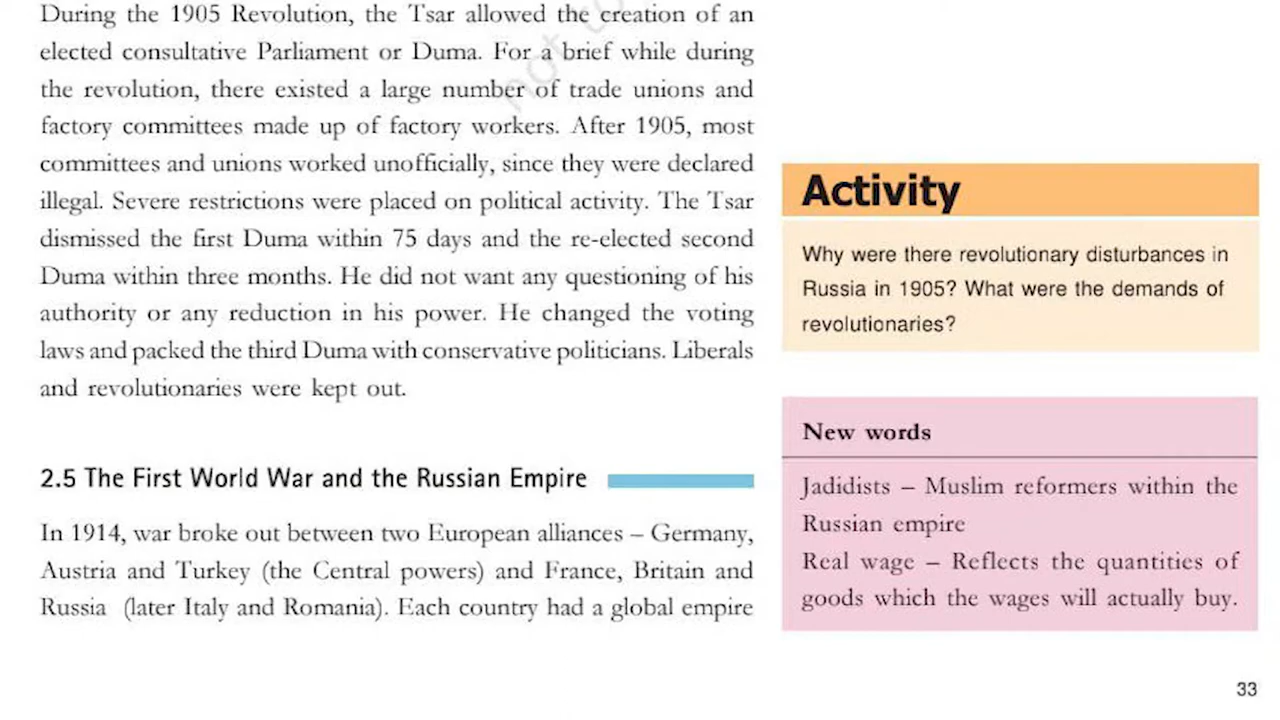 During the 1905 Revolution, the Tsar allowed the creation of an
elected consultative Parliament or Duma. For a brief while during
the revolution, there existed a large number of trade unions and
factory committees made up of factory workers. After 1905, most
committees and unions worked unofficially, since they were declared
illegal. Severe restrictions were placed on political activity. The Tsar
dismissed the first Duma within 75 days and the re-elected second
Duma within three months. He did not want any questioning of his
authority or any reduction in his power. He changed the voting
laws and packed the third Duma with conservative politicians. Liberals
and revolutionaries were kept out.
2.5 The First World War and the Russian Empire
In 1914, war broke out between two European alliances – Germany,
Austria and Turkey (the Central powers) and France, Britain and
Russia (later Italy and Romania). Each country had a global empire
Activity
Why were there revolutionary disturbances in
Russia in 1905? What were the demands of
revolutionaries?
New words
Jadidists – Muslim reformers within the
Russian empire
Real wage – Reflects the quantities of
goods which the wages will actually buy.
33
not